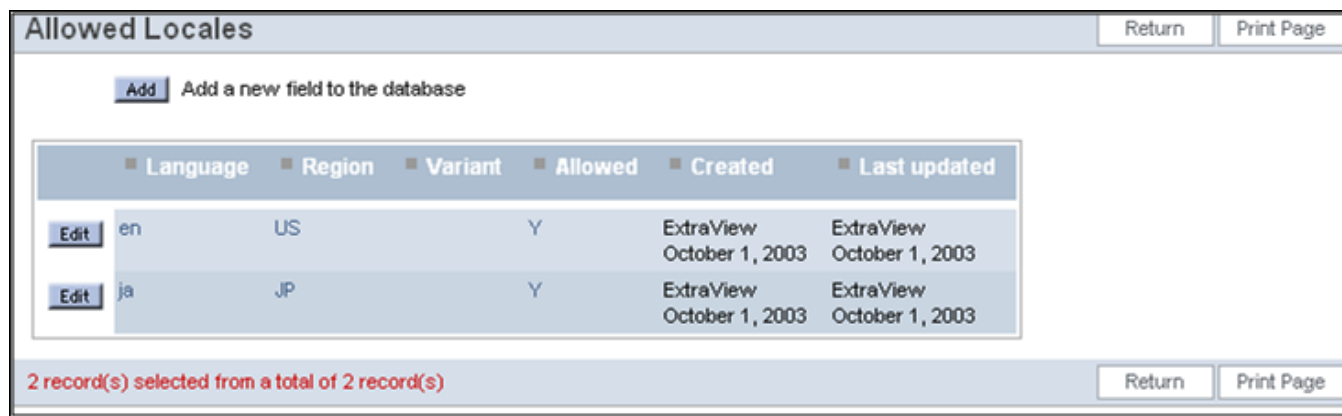 Allowed Locales Return Print Page
Add Add a new field to the database
Language Region Variant Allowed Created Last updated
Edit en US Y ExtraView ExtraView
October 1, 2003 October 1, 2003
Edit ja JP Y ExtraView ExtraView
October 1, 2003 October 1, 2003
2 record(s) selected from a total of 2 record(s) Return Print Page